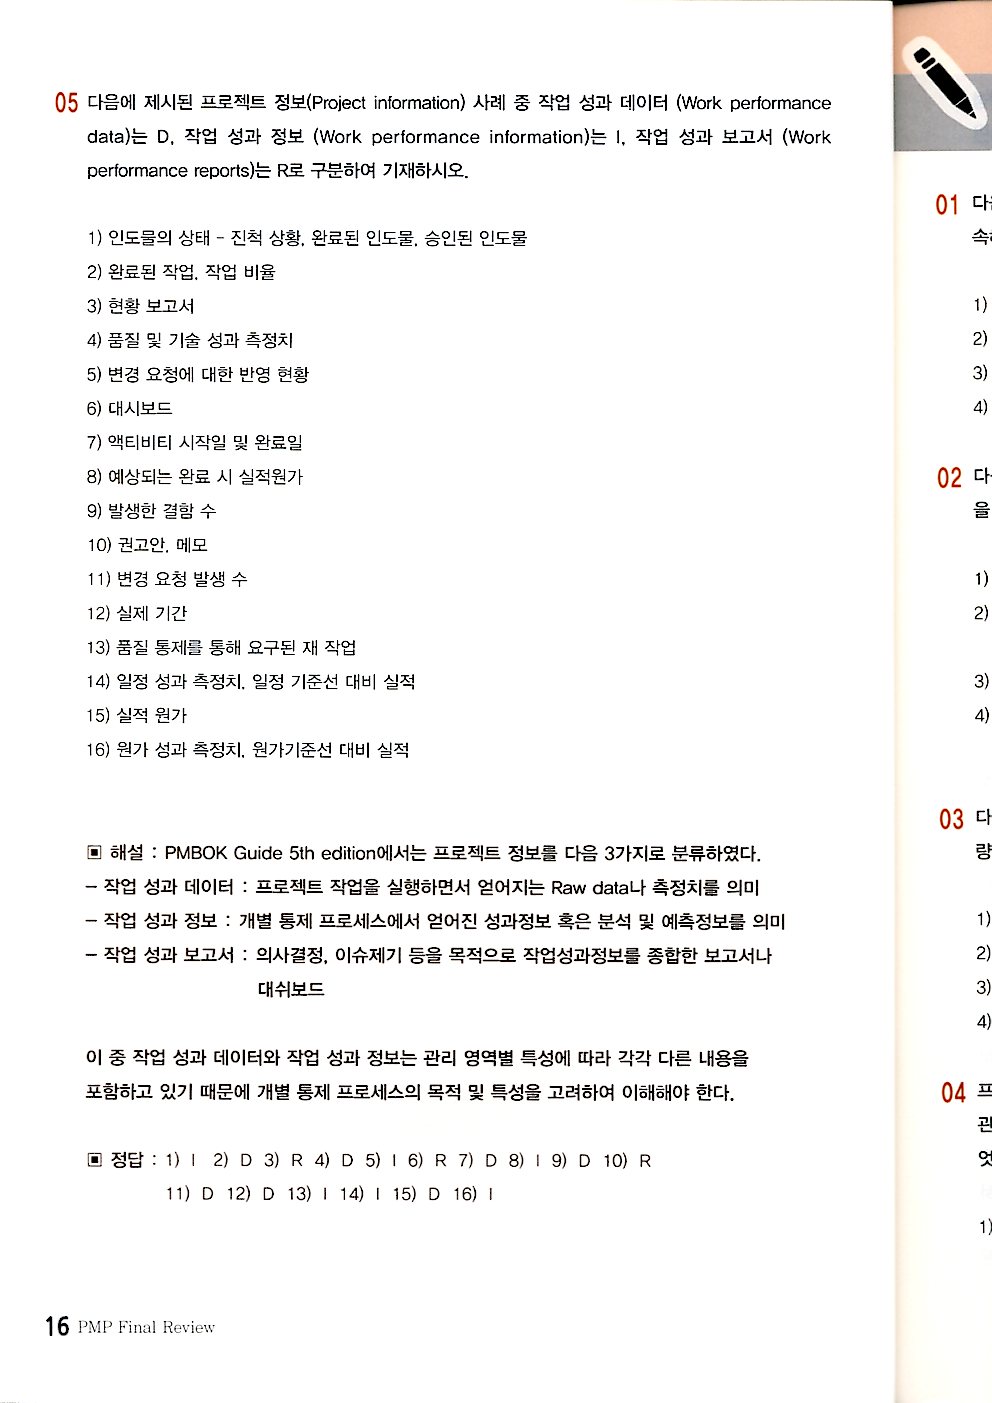 05 다음에 제시된 프로젝트 정보(Project information) 사례 중 작업 성과 데이터 (Work performance
data)는 D, 작업 성과 정보 (Work performance information)는 I, 작업 성과 보고서 (Work
performance reports)는 R로 구분하여 기재하시오.
1) 인도물의 상태 - 진척 상황, 완료된 인도물, 승인된 인도물
2) 완료된 작업, 작업 비율
3) 현황 보고서
4) 품질 및 기술 성과 측정치
5) 변경 요청에 대한 반영 현황
6) 대시보드
7) 액티비티 시작일 및 완료일
8) 예상되는 완료 시 실적원가
9) 발생한 결함 수
10) 권고안, 메모
11) 변경 요청 발생 수
12) 실제 기간
13) 품질 통제를 통해 요구된 재 작업
14) 일정 성과 측정치, 일정 기준선 대비 실적
15) 실적 원가
16) 원가 성과 측정치, 원가기준선 대비 실적
▣ 해설 : PMBOK Guide 5th edition에서는 프로젝트 정보를 다음 3가지로 분류하였다.
- 작업 성과 데이터 : 프로젝트 작업을 실행하면서 얻어지는 Raw data나 측정치를 의미
- 작업 성과 정보 : 개별 통제 프로세스에서 얻어진 성과정보 혹은 분석 및 예측정보를 의미
- 작업 성과 보고서 : 의사결정, 이슈제기 등을 목적으로 작업성과정보를 종합한 보고서나
대쉬보드
이 중 작업 성과 데이터와 작업 성과 정보는 관리 영역별 특성에 따라 각각 다른 내용을
포함하고 있기 때문에 개별 통제 프로세스의 목적 및 특성을 고려하여 이해해야 한다.
▣ 정답 : 1) I 2) D 3) R 4) D 5) I 6) R 7) D 8) I 9) D 10) R
11) D 12) D 13) I 14) I 15) D 16) I
16 PMP Final Review
01
1)
2)
3)
4)
02
을
1)
2)
3)
4)
03 다
량
1)
2)
3)
4)
04 프
관
엇
1)